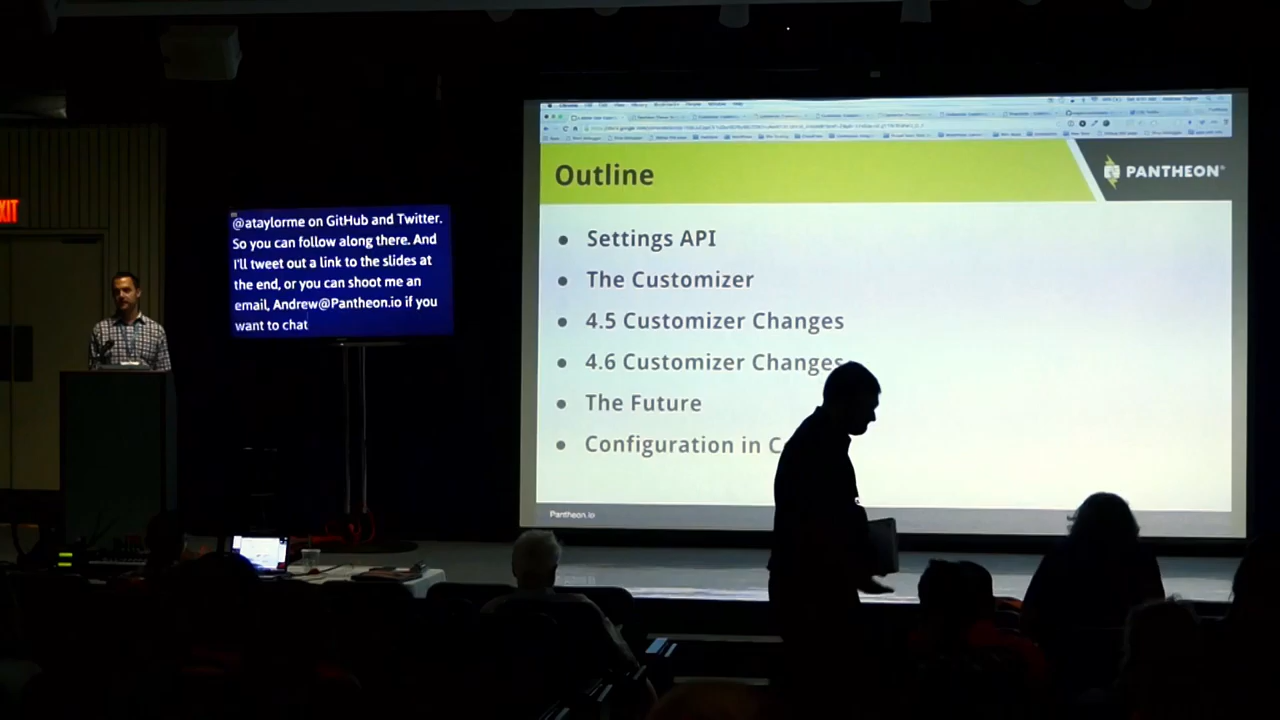 XIT
@ataylorme on GitHub and Twitter.
So you can follow along there. And
I'll tweet out a link to the slides at
the end, or you can shoot me an
email, Andrew@Pantheon.io if you
want to chat
Outline
PANTHEON®
• Settings API
• The Customizer
• 4.5 Customizer Changes
• 4.6 Customizer Changes
• The Future
• Configuration in C
Pantheon.io